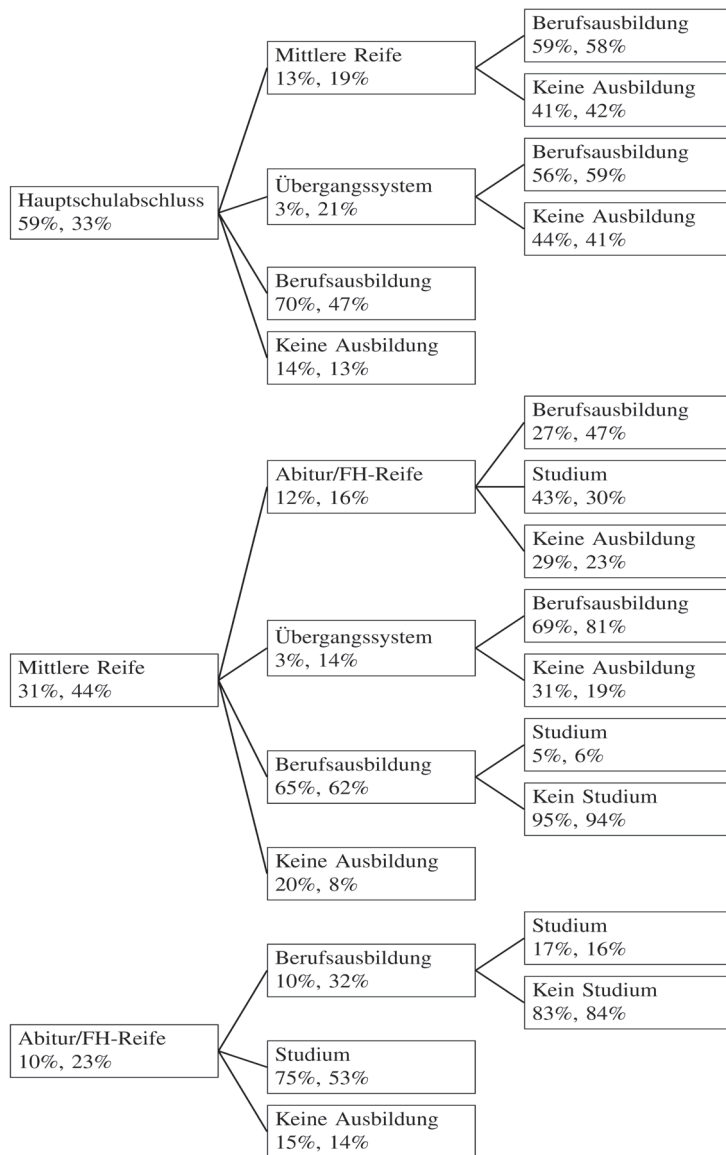 Hauptschulabschluss
59%, 33%
Mittlere Reife
13%, 19%
Berufsausbildung
59%, 58%
Keine Ausbildung
41%, 42%
Übergangssystem
3%, 21%
Berufsausbildung
56%, 59%
Keine Ausbildung
44%, 41%
Berufsausbildung
70%, 47%
Keine Ausbildung
14%, 13%
Mittlere Reife
31%, 44%
Abitur/FH-Reife
12%, 16%
Berufsausbildung
27%, 47%
Studium
43%, 30%
Keine Ausbildung
29%, 23%
Übergangssystem
3%, 14%
Berufsausbildung
69%, 81%
Keine Ausbildung
31%, 19%
Berufsausbildung
65%, 62%
Studium
5%, 6%
Kein Studium
95%, 94%
Keine Ausbildung
20%, 8%
Abitur/FH-Reife
10%, 23%
Berufsausbildung
10%, 32%
Studium
17%, 16%
Kein Studium
83%, 84%
Studium
75%, 53%
Keine Ausbildung
15%, 14%